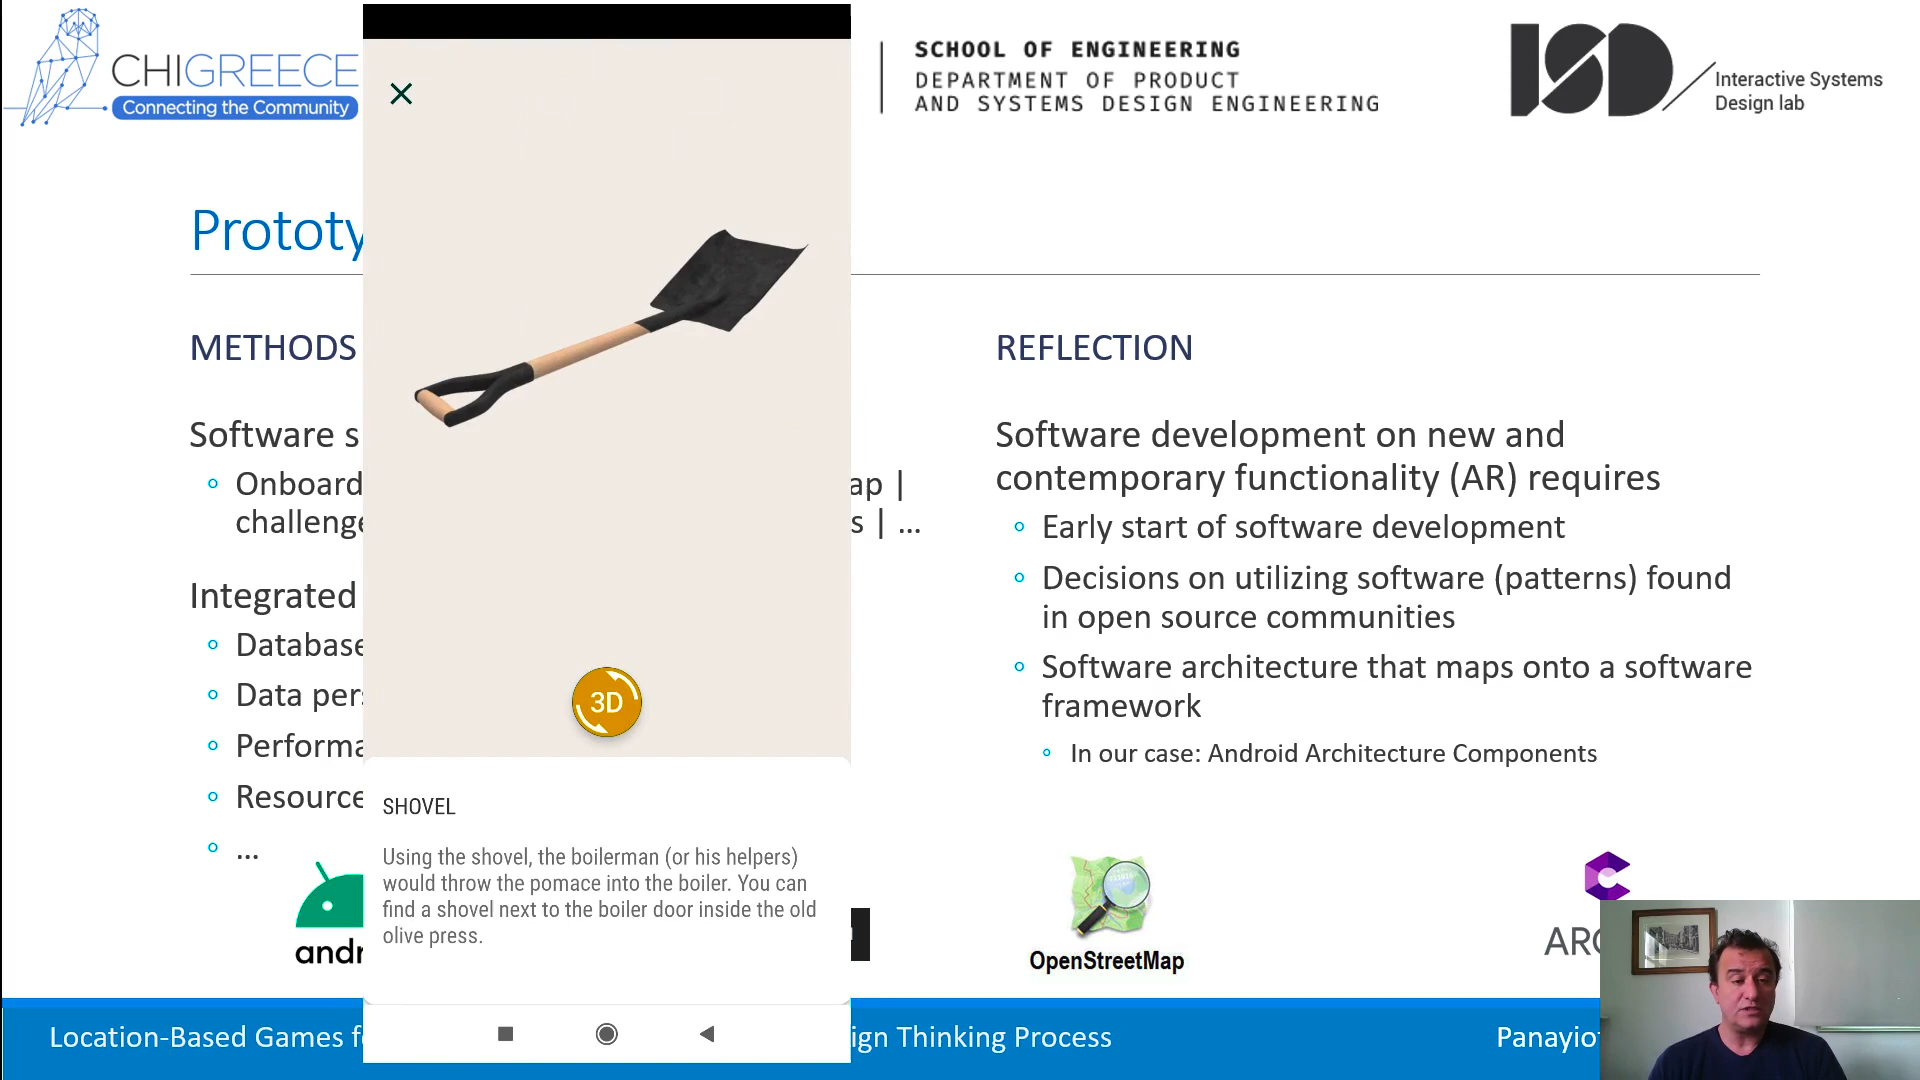 CHIGREECE
Connecting the Community
SCHOOL OF ENGINEERING
DEPARTMENT OF PRODUCT
AND SYSTEMS DESIGN ENGINEERING
ISD
Interactive Systems
Design lab
Prototy
METHODS
Software s
Onboard
challenge
ap |
s | ...
Integrated
Database
Data pers
Performa
Resource
...
REFLECTION
Software development on new and
contemporary functionality (AR) requires
Early start of software development
Decisions on utilizing software (patterns) found
in open source communities
Software architecture that maps onto a software
framework
In our case: Android Architecture Components
3D
SHOVEL
Using the shovel, the boilerman (or his helpers)
would throw the pomace into the boiler. You can
find a shovel next to the boiler door inside the old
olive press.
andr
OpenStreetMap
ARC
Location-Based Games f
ign Thinking Process
Panayiot